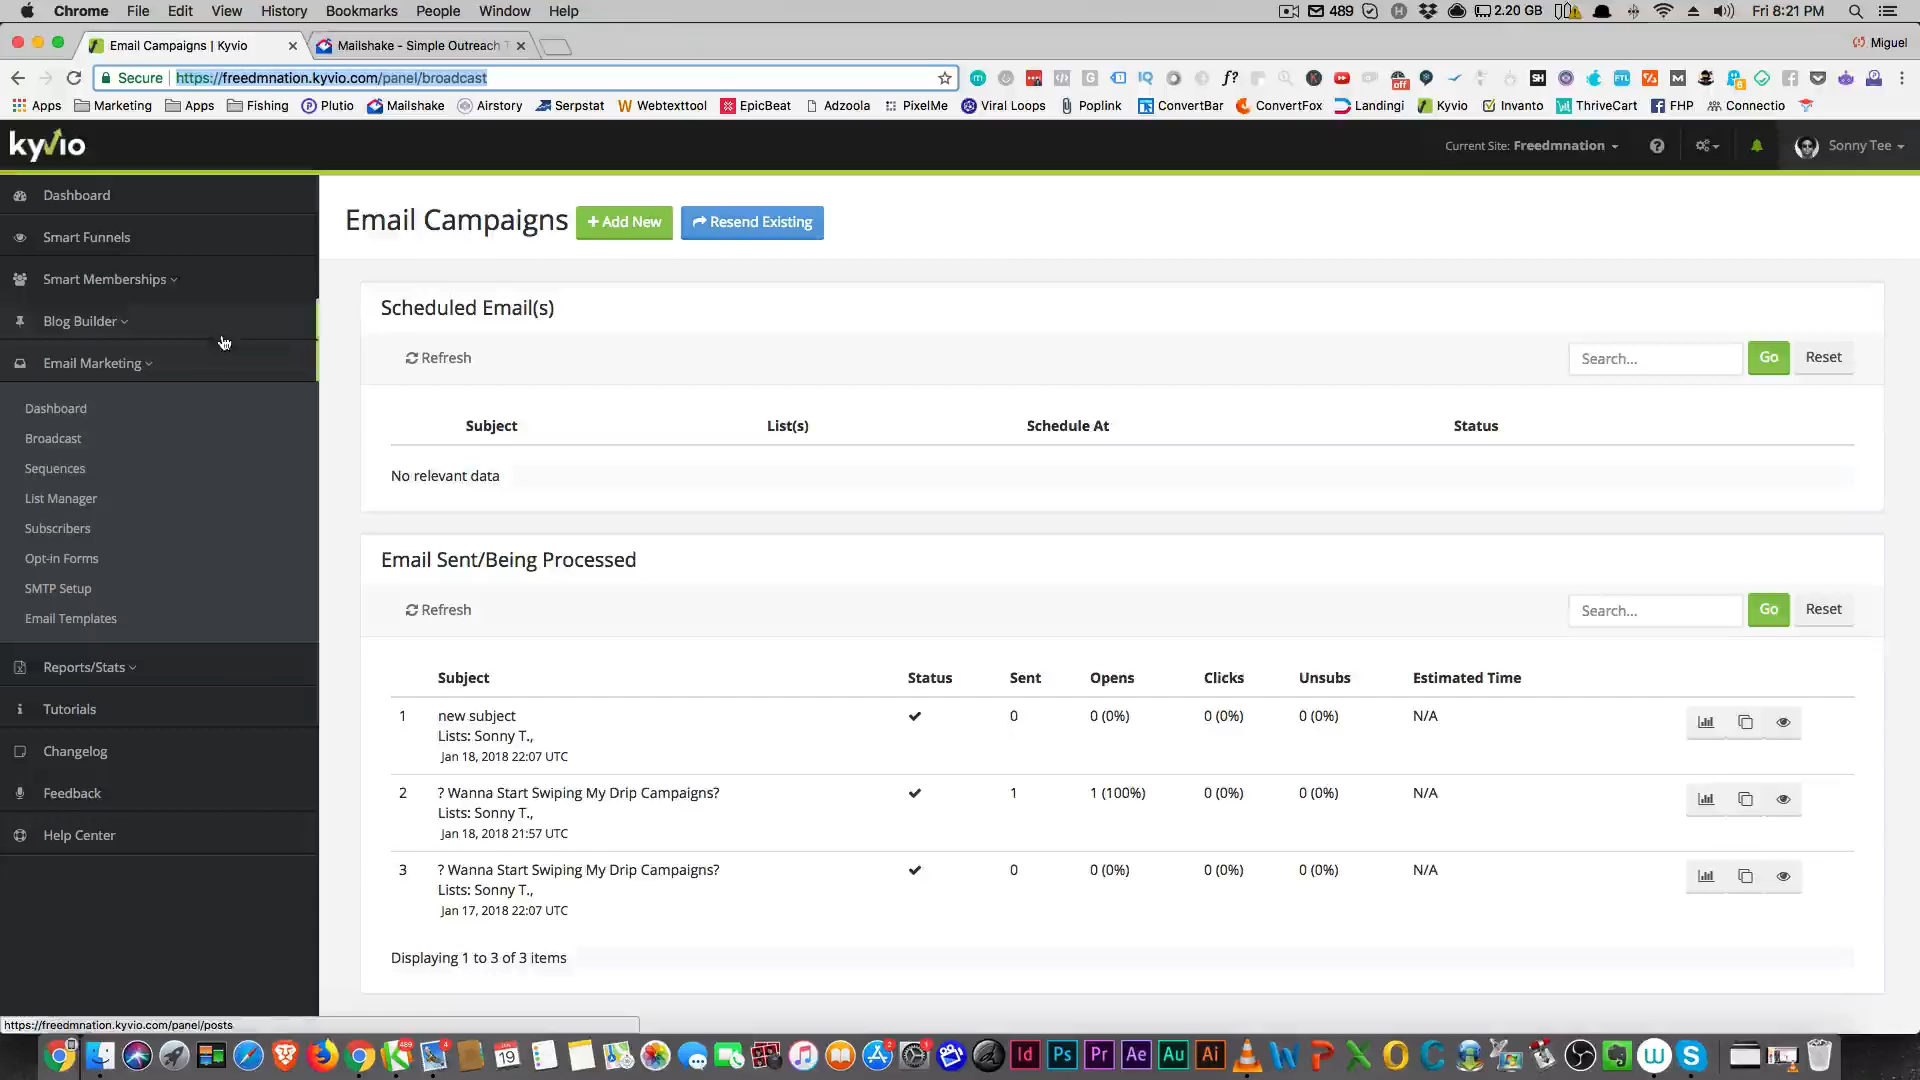 Chrome File Edit View History Bookmarks People Window Help 489 2.20 GB Fri 8:21 PM
Email Campaigns | Kyvio Mailshake - Simple Outreach Miguel
Secure https://freedmnation.kyvio.com/panel/broadcast
Apps Marketing Apps Fishing Plutio Mailshake Airstory Serpstat Webtexttool EpicBeat Adzoola PixelMe Viral Loops Poplink ConvertBar ConvertFox Landingi Kyvio Invanto ThriveCart FHP Connectio
kyvio Current Site: Freedmnation Sonny Tee
Dashboard
Smart Funnels
Smart Memberships
Blog Builder
Email Marketing
Dashboard
Broadcast
Sequences
List Manager
Subscribers
Opt-in Forms
SMTP Setup
Email Templates
Reports/Stats
Tutorials
Changelog
Feedback
Help Center
Email Campaigns + Add New Resend Existing
Scheduled Email(s)
Refresh Search... Go Reset
Subject List(s) Schedule At Status
No relevant data
Email Sent/Being Processed
Refresh Search... Go Reset
Subject Status Sent Opens Clicks Unsubs Estimated Time
1 new subject 0 0 (0%) 0 (0%) 0 (0%) N/A
Lists: Sonny T.,
Jan 18, 2018 22:07 UTC
2 ? Wanna Start Swiping My Drip Campaigns? 1 1 (100%) 0 (0%) 0 (0%) N/A
Lists: Sonny T.,
Jan 18, 2018 21:57 UTC
3 ? Wanna Start Swiping My Drip Campaigns? 0 0 (0%) 0 (0%) 0 (0%) N/A
Lists: Sonny T.,
Jan 17, 2018 22:07 UTC
Displaying 1 to 3 of 3 items
https://freedmnation.kyvio.com/panel/posts